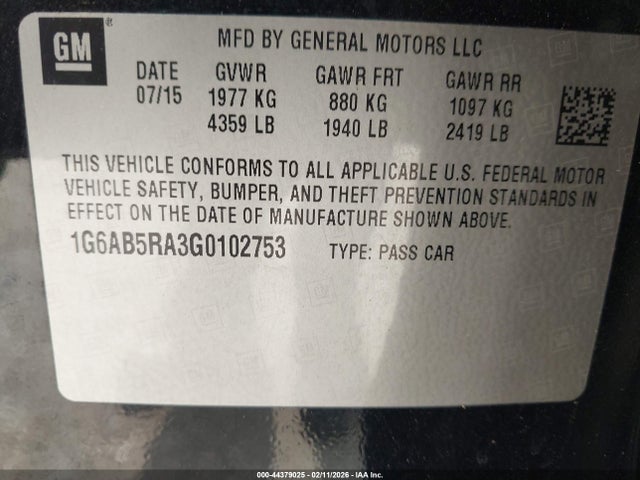 GM
MFD BY GENERAL MOTORS LLC
DATE GVWR GAWR FRT GAWR RR
07/15 1977 KG 880 KG 1097 KG
4359 LB 1940 LB 2419 LB
THIS VEHICLE CONFORMS TO ALL APPLICABLE U.S. FEDERAL MOTOR
VEHICLE SAFETY, BUMPER, AND THEFT PREVENTION STANDARDS IN
EFFECT ON THE DATE OF MANUFACTURE SHOWN ABOVE.
1G6AB5RA3G0102753 TYPE: PASS CAR
000-44379025 - 02/11/2026 - IAA, Inc.